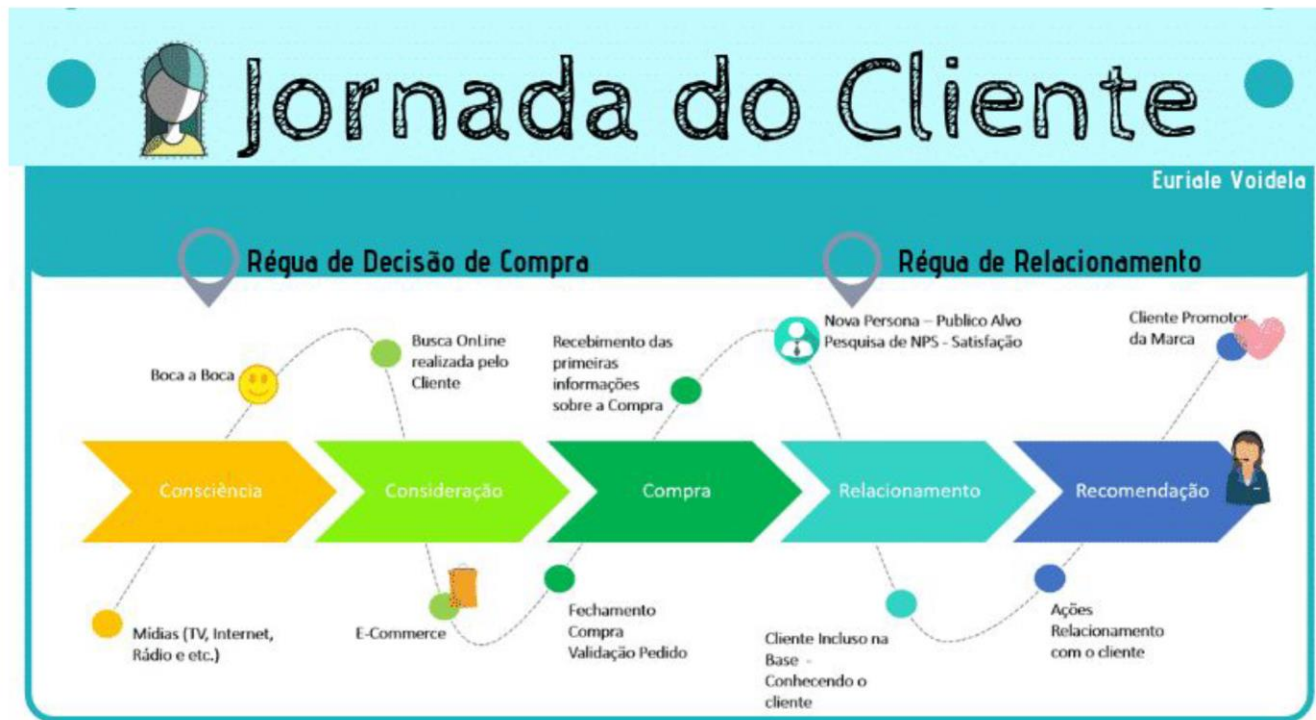 Jornada do Cliente
Euriale Voidela
Régua de Decisão de Compra
Régua de Relacionamento
Boca a Boca
Busca OnLine
realizada pelo
Cliente
Recebimento das
primeiras
informações
sobre a Compra
Nova Persona – Publico Alvo
Pesquisa de NPS - Satisfação
Cliente Promotor
da Marca
Consciência
Consideração
Compra
Relacionamento
Recomendação
Mídias (TV, Internet,
Rádio e etc.)
E-Commerce
Fechamento
Compra
Validação Pedido
Cliente Incluso na
Base -
Conhecendo o
cliente
Ações
Relacionamento
com o cliente